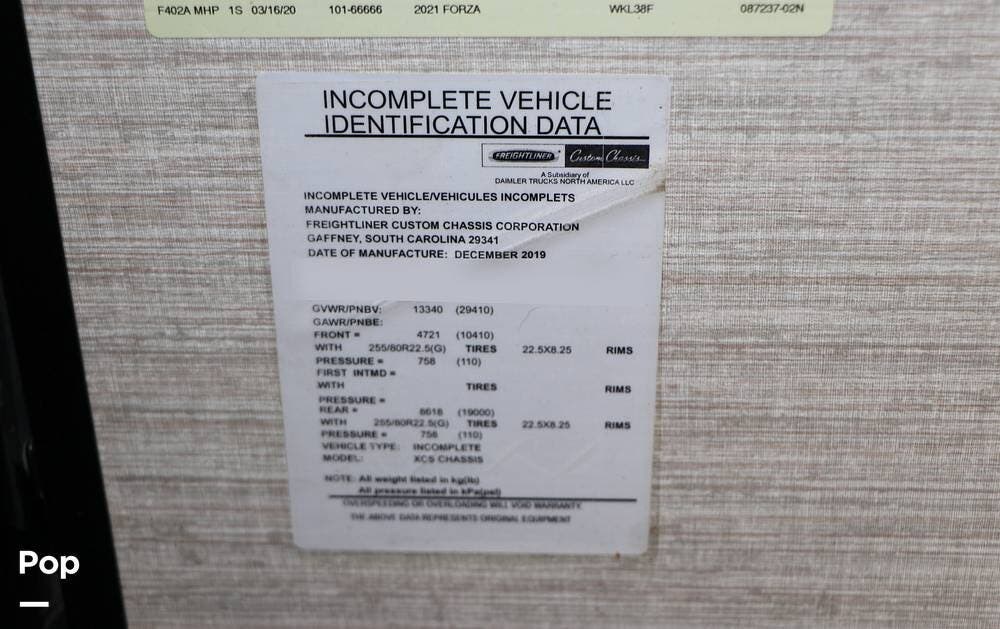 F402A MHP 1S 03/16/20 101-66666 2021 FORZA WKL38F 087237-02N
INCOMPLETE VEHICLE
IDENTIFICATION DATA
FREIGHTLINER Custom Chassis
A Subsidiary of
DAIMLER TRUCKS NORTH AMERICA LLC
INCOMPLETE VEHICLE/VEHICULES INCOMPLETS
MANUFACTURED BY:
FREIGHTLINER CUSTOM CHASSIS CORPORATION
GAFFNEY, SOUTH CAROLINA 29341
DATE OF MANUFACTURE: DECEMBER 2019
GVWR/PNBV: 13340 (29410)
GAWR/PNBE:
FRONT = 4721 (10410)
WITH 255/80R22.5(G) TIRES 22.5X8.25 RIMS
PRESSURE = 758 (110)
FIRST INTMD =
WITH TIRES RIMS
PRESSURE =
REAR = 8618 (19000)
WITH 255/80R22.5(G) TIRES 22.5X8.25 RIMS
PRESSURE = 758 (110)
VEHICLE TYPE: INCOMPLETE
MODEL: XCS CHASSIS
NOTE: All weight listed in kg(lb)
All pressure listed in kPa(psi)
OVERSPEEDING OR OVERLOADING WILL VOID WARRANTY.
THE ABOVE DATA REPRESENTS ORIGINAL EQUIPMENT
Pop